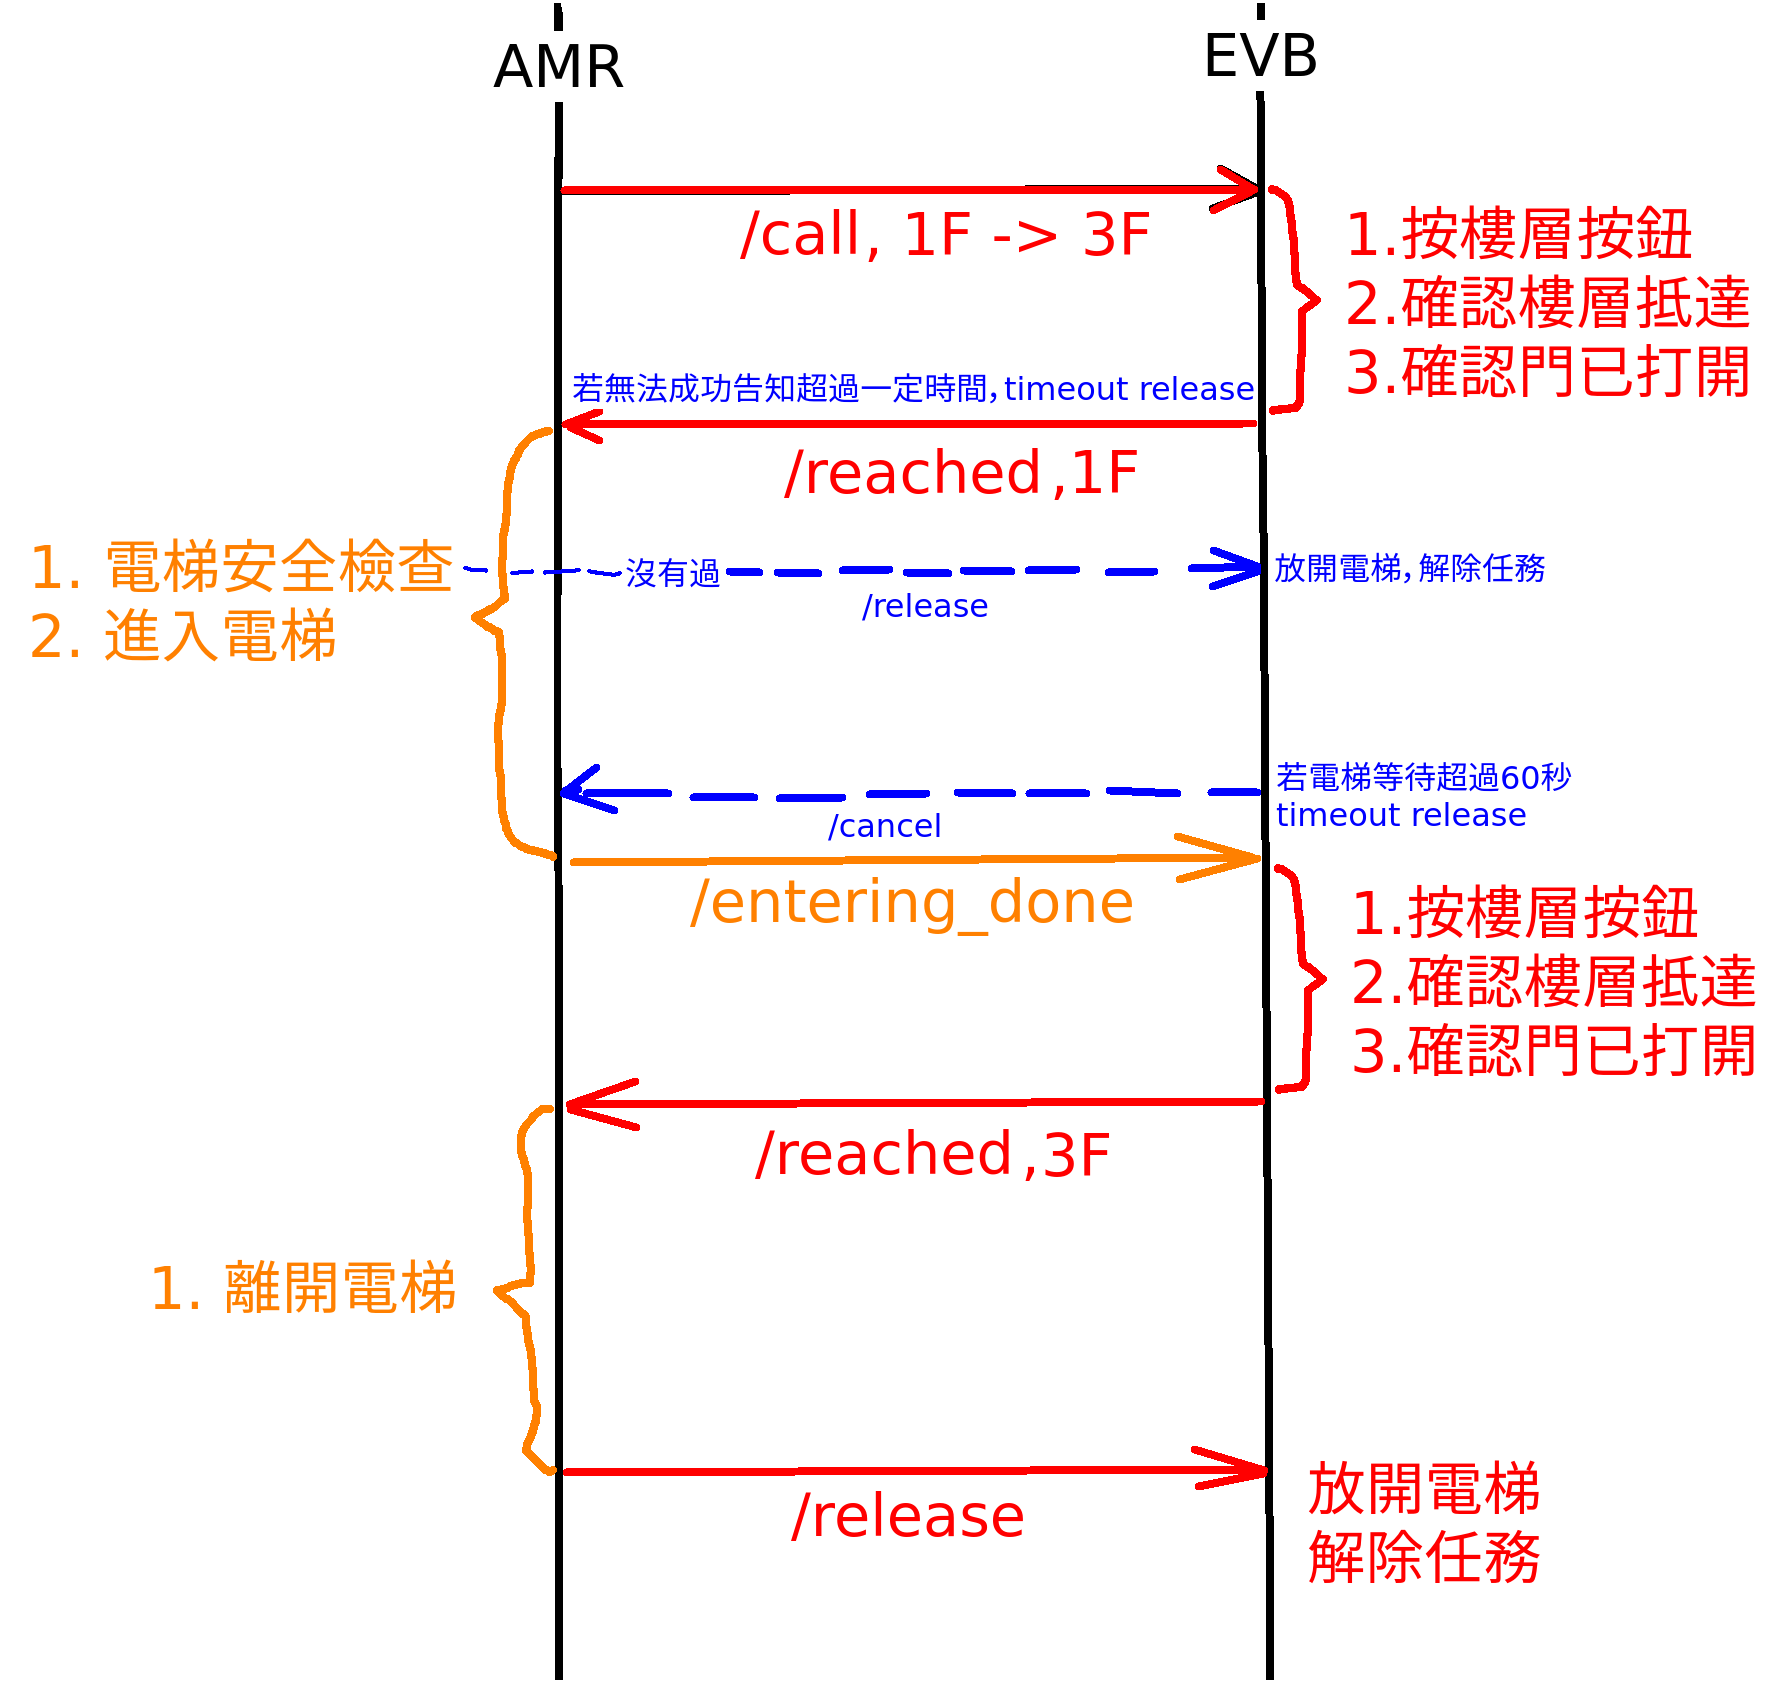 AMR
EVB
/call, 1F -> 3F
1.按樓層按鈕
2.確認樓層抵達
3.確認門已打開
若無法成功告知超過一定時間, timeout release
/reached ,1F
1. 電梯安全檢查
2. 進入電梯
沒有過
/release
放開電梯, 解除任務
若電梯等待超過60秒
timeout release
/cancel
/entering_done
1.按樓層按鈕
2.確認樓層抵達
3.確認門已打開
/reached ,3F
1. 離開電梯
/release
放開電梯
解除任務